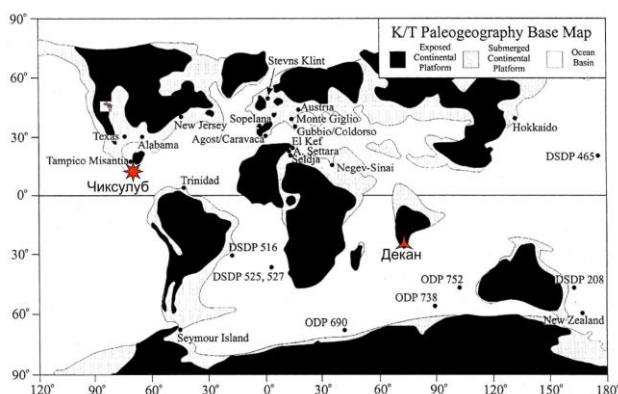 K/T Paleogeography Base Map
Exposed Continental Platform
Submerged Continental Platform
Ocean Basin
90°
60°
30°
0°
30°
60°
90°
Stevns Klint
Austria
Sopelana
Monte Giglio
New Jersey
Gubbio/Coldorso
Hokkaido
Texas
Alabama
Agost/Caravaca
El Kef
A. Settara
DSDP 465
Tampico Misantia
Seldja
Negev-Sinai
Чиксулуб
Trinidad
DSDP 516
Декан
DSDP 525, 527
ODP 752
DSDP 208
ODP 738
New Zealand
Seymour Island
ODP 690
120° 90° 60° 30° 0° 30° 60° 90° 120° 150° 180°